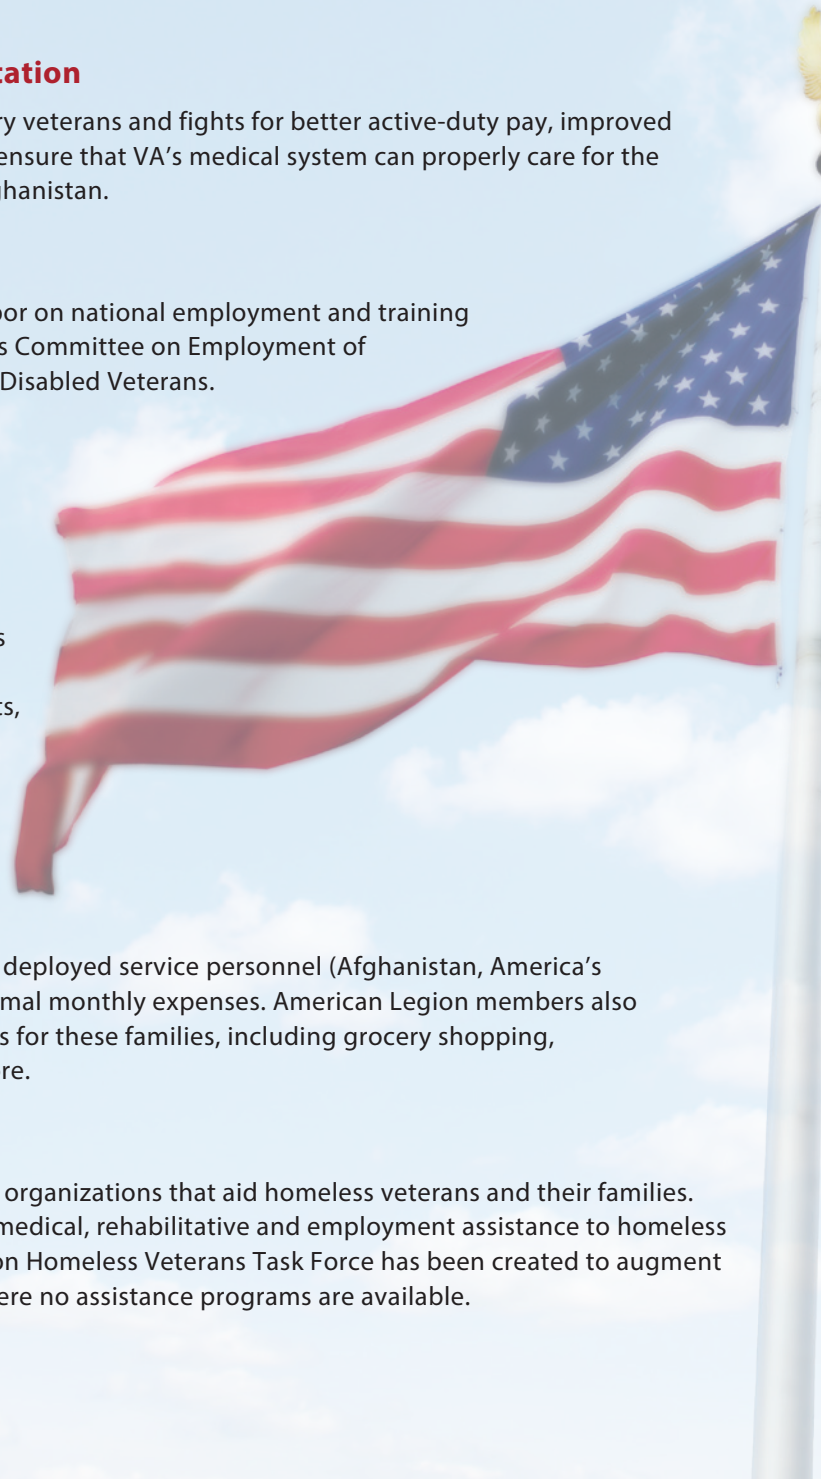 tation
ry veterans and fights for better active-duty pay, improved
ensure that VA’s medical system can properly care for the
ghanistan.
or on national employment and training
s Committee on Employment of
Disabled Veterans.
s
ts,
deployed service personnel (Afghanistan, America’s
mal monthly expenses. American Legion members also
s for these families, including grocery shopping,
re.
organizations that aid homeless veterans and their families.
medical, rehabilitative and employment assistance to homeless
on Homeless Veterans Task Force has been created to augment
ere no assistance programs are available.